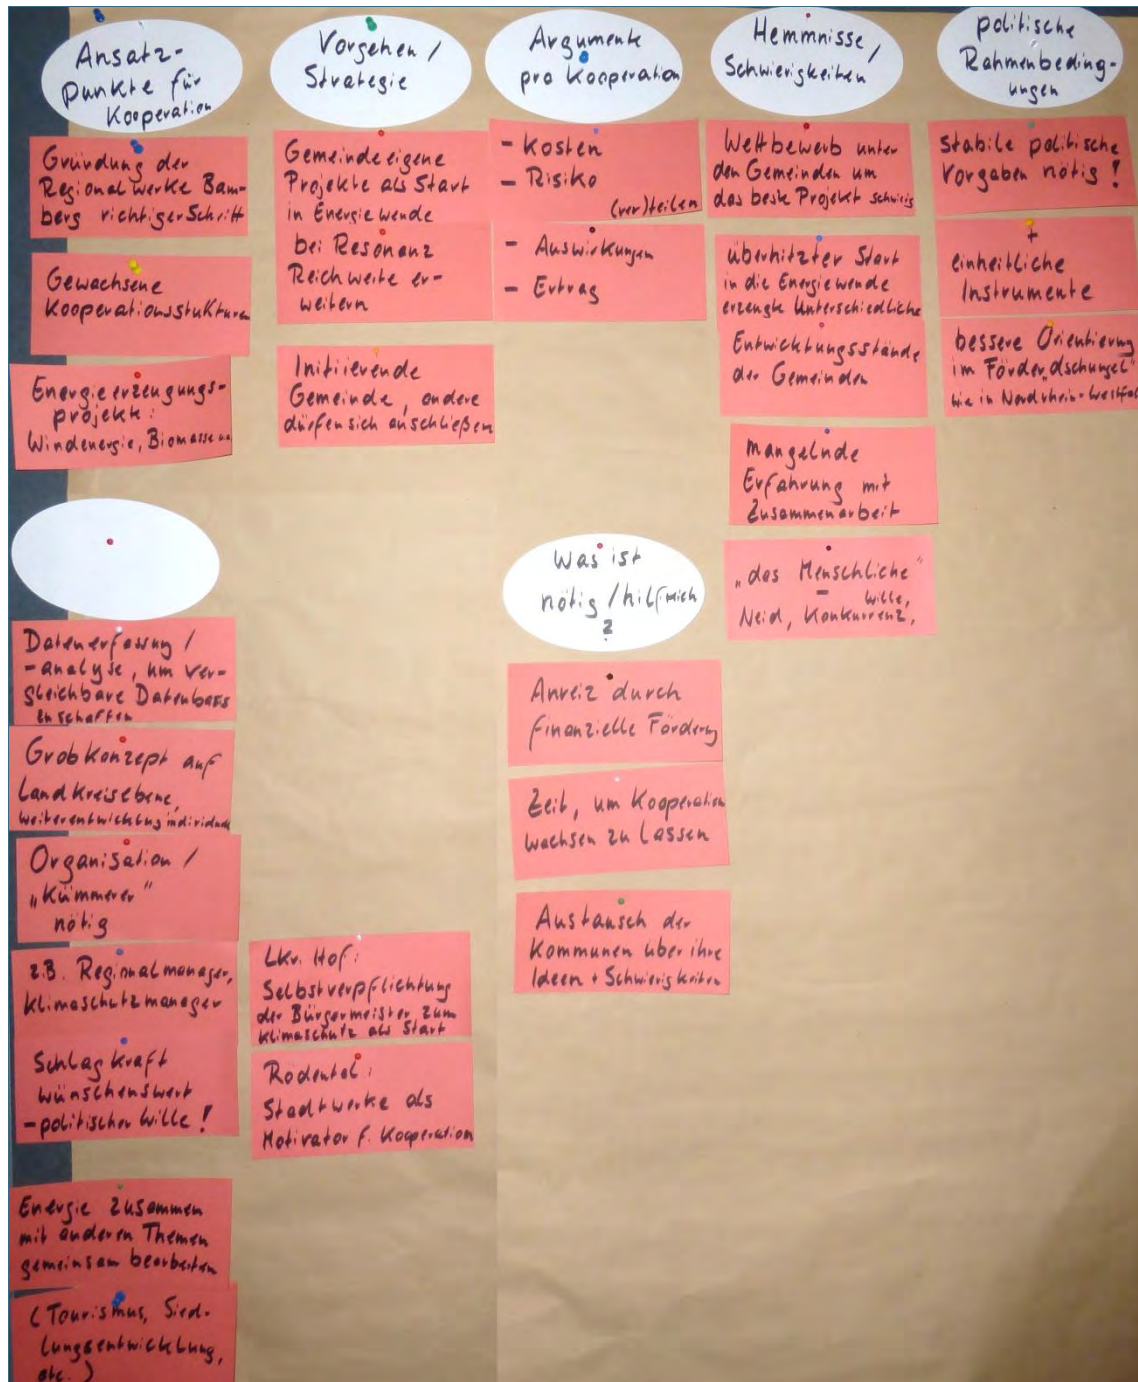 Ansatz-
punkte für
Kooperation
Gründung der
Regionalwerke Bam-
berg richtiger Schritt
Gewachsene
Kooperationsstukturen
Energieerzeugungs-
projekte:
Windenergie, Biomasse
Vorgehen /
Strategie
Gemeindeeigene
Projekte als Start
in Energiewende
bei Resonanz
Reichweite er-
weitern
Initiierende
Gemeinde, andere
dürfen sich anschließen
Argumente
pro Kooperation
- Kosten
- Risiko
(ver)teilen
- Auswirkungen
- Ertrag
Hemmnisse,
Schwierigkeiten
Wettbewerb unter
den Gemeinden um
das beste Projekt schwierig
überhitzter Start
in die Energiewende
erzeugte Unterschiedliche
Entwicklungsstände
der Gemeinden
mangelnde
Erfahrung mit
Zusammenarbeit
„das Menschliche"
– Wille,
Neid, Konkurrenz,
politische
Rahmenbeding-
ungen
stabile politische
Vorgaben nötig!
+
einheitliche
Instrumente
bessere Orientierung
im Förder„dschungel"
wie in Nordrhein-Westfal
Datenerfassung /
-analyse, um ver-
gleichbare Datenbasis
zu schaffen
Grobkonzept auf
Landkreisebene,
Weiterentwicklung individuell
Organisation /
„Kümmerer"
nötig
z.B. Regionalmanager,
Klimaschutzmanager
Schlagkraft
wünschenswert
- politischer Wille!
Energie zusammen
mit anderen Themen
gemeinsam bearbeiten
(Tourismus, Sied-
lungsentwicklung,
etc.)
Lkr. Hof:
Selbstverpflichtung
der Bürgermeister zum
Klimaschutz als Start
Rödental:
Stadtwerke als
Motivator f. Kooperation
Was ist
nötig / hilfreich
?
Anreiz durch
finanzielle Förderung
Zeit, um Kooperation
wachsen zu lassen
Austausch der
Kommunen über ihre
Ideen + Schwierigkeiten